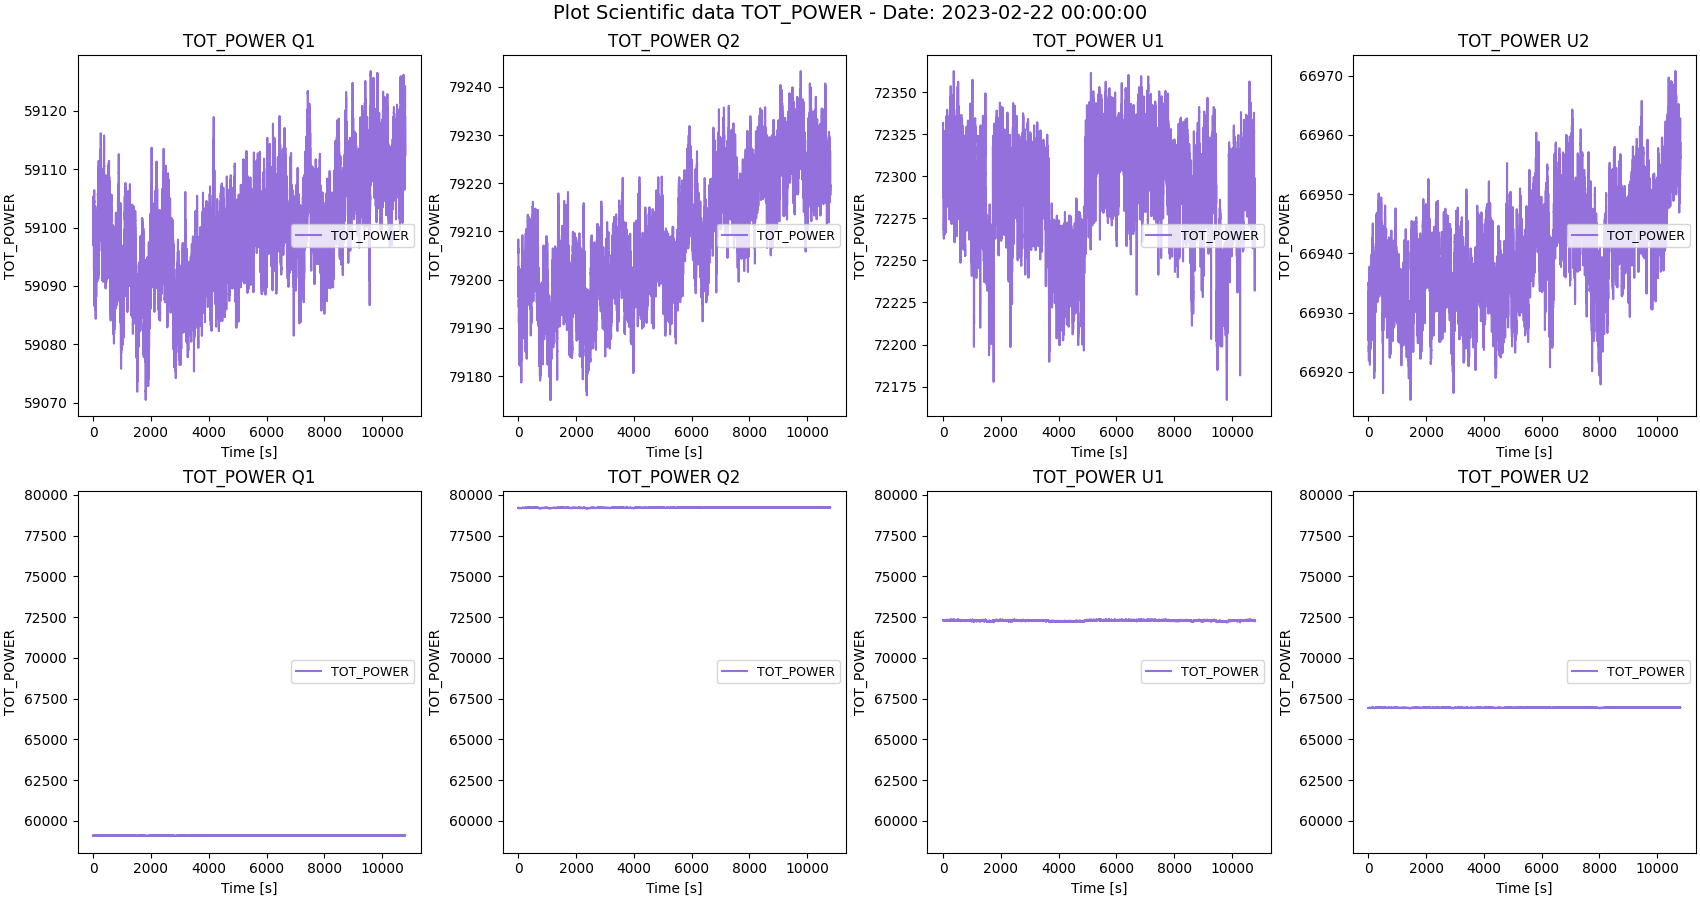 Plot Scientific data TOT_POWER - Date: 2023-02-22 00:00:00
TOT_POWER Q1
TOT_POWER
59120
59110
59100
59090
59080
59070
TOT_POWER
0 2000 4000 6000 8000 10000
Time [s]
TOT_POWER Q2
TOT_POWER
79240
79230
79220
79210
79200
79190
79180
TOT_POWER
0 2000 4000 6000 8000 10000
Time [s]
TOT_POWER U1
TOT_POWER
72350
72325
72300
72275
72250
72225
72200
72175
TOT_POWER
0 2000 4000 6000 8000 10000
Time [s]
TOT_POWER U2
TOT_POWER
66970
66960
66950
66940
66930
66920
TOT_POWER
0 2000 4000 6000 8000 10000
Time [s]
TOT_POWER Q1
TOT_POWER
80000
77500
75000
72500
70000
67500
65000
62500
60000
TOT_POWER
0 2000 4000 6000 8000 10000
Time [s]
TOT_POWER Q2
TOT_POWER
80000
77500
75000
72500
70000
67500
65000
62500
60000
TOT_POWER
0 2000 4000 6000 8000 10000
Time [s]
TOT_POWER U1
TOT_POWER
80000
77500
75000
72500
70000
67500
65000
62500
60000
TOT_POWER
0 2000 4000 6000 8000 10000
Time [s]
TOT_POWER U2
TOT_POWER
80000
77500
75000
72500
70000
67500
65000
62500
60000
TOT_POWER
0 2000 4000 6000 8000 10000
Time [s]